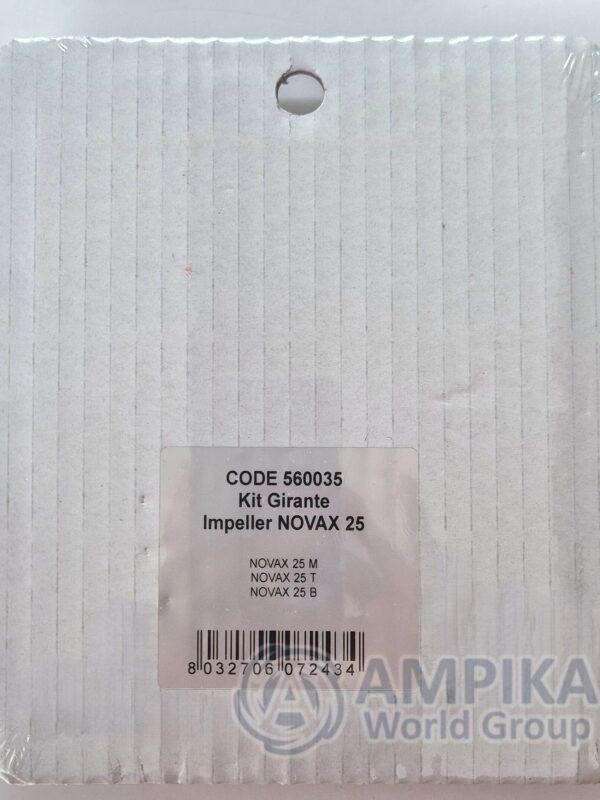 CODE 560035
Kit Girante
Impeller NOVAX 25
NOVAX 25 M
NOVAX 25 T
NOVAX 25 B
8 032706 072434
AMPIKA
World Group